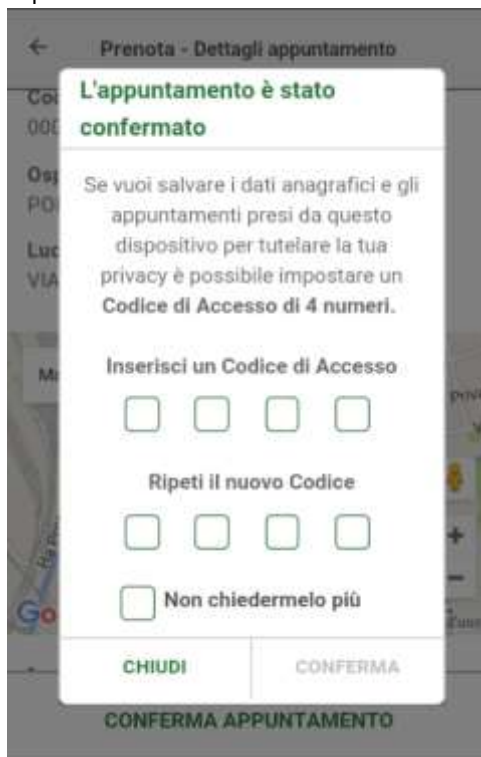 Prenota - Dettagli appuntamento
L'appuntamento è stato
confermato
Se vuoi salvare i dati anagrafici e gli
appuntamenti presi da questo
dispositivo per tutelare la tua
privacy è possibile impostare un
Codice di Accesso di 4 numeri.
Inserisci un Codice di Accesso
Ripeti il nuovo Codice
Non chiedermelo più
CHIUDI CONFERMA
CONFERMA APPUNTAMENTO